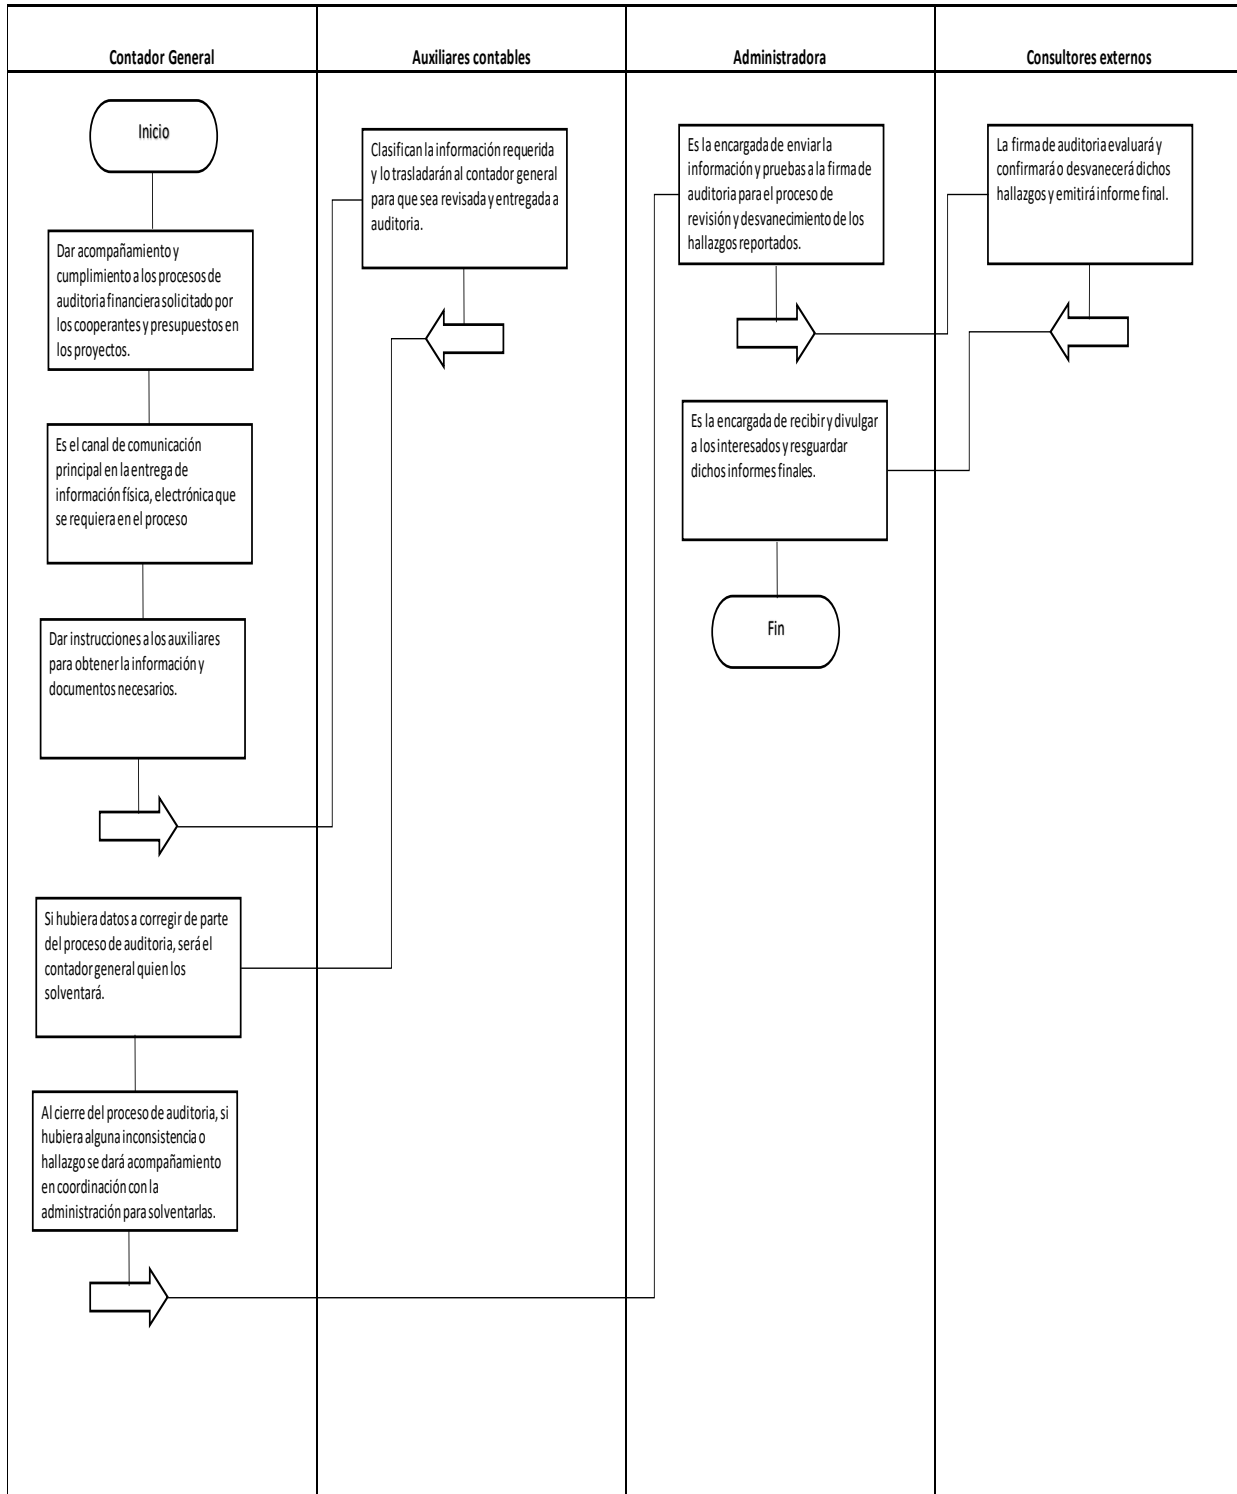 Contador General
Auxiliares contables
Administradora
Consultores externos
Inicio
Dar acompañamiento y
cumplimiento a los procesos de
auditoria financiera solicitado por
los cooperantes y presupuestos en
los proyectos.
Es el canal de comunicación
principal en la entrega de
información física, electrónica que
se requiera en el proceso
Dar instrucciones a los auxiliares
para obtener la información y
documentos necesarios.
Si hubiera datos a corregir de parte
del proceso de auditoria, será el
contador general quien los
solventará.
Al cierre del proceso de auditoria, si
hubiera alguna inconsistencia o
hallazgo se dará acompañamiento
en coordinación con la
administración para solventarlas.
Clasifican la información requerida
y lo trasladarán al contador general
para que sea revisada y entregada a
auditoria.
Es la encargada de enviar la
información y pruebas a la firma de
auditoria para el proceso de
revisión y desvanecimiento de los
hallazgos reportados.
Es la encargada de recibir y divulgar
a los interesados y resguardar
dichos informes finales.
Fin
La firma de auditoria evaluará y
confirmará o desvanecerá dichos
hallazgos y emitirá informe final.